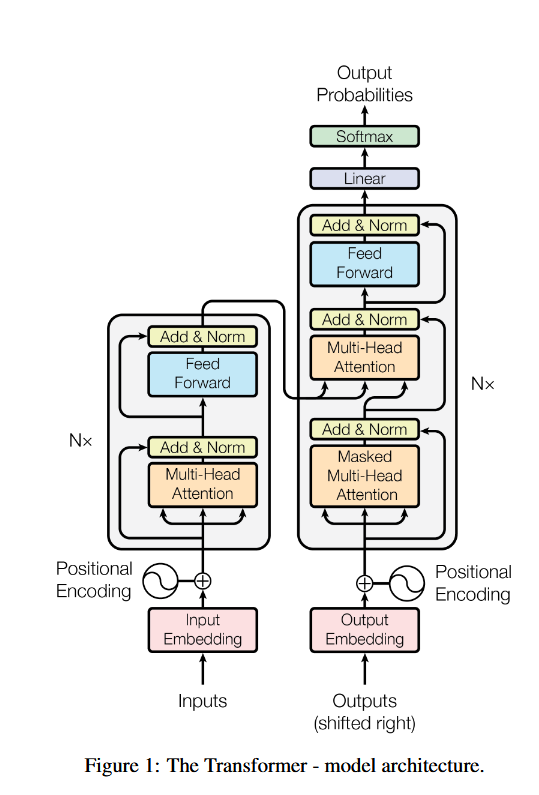 Output
Probabilities
Softmax
Linear
Add & Norm
Feed
Forward
Add & Norm
Multi-Head
Attention
Add & Norm
Masked
Multi-Head
Attention
Nx
Add & Norm
Feed
Forward
Add & Norm
Multi-Head
Attention
Nx
Positional
Encoding
Positional
Encoding
Input
Embedding
Output
Embedding
Inputs
Outputs
(shifted right)
Figure 1: The Transformer - model architecture.